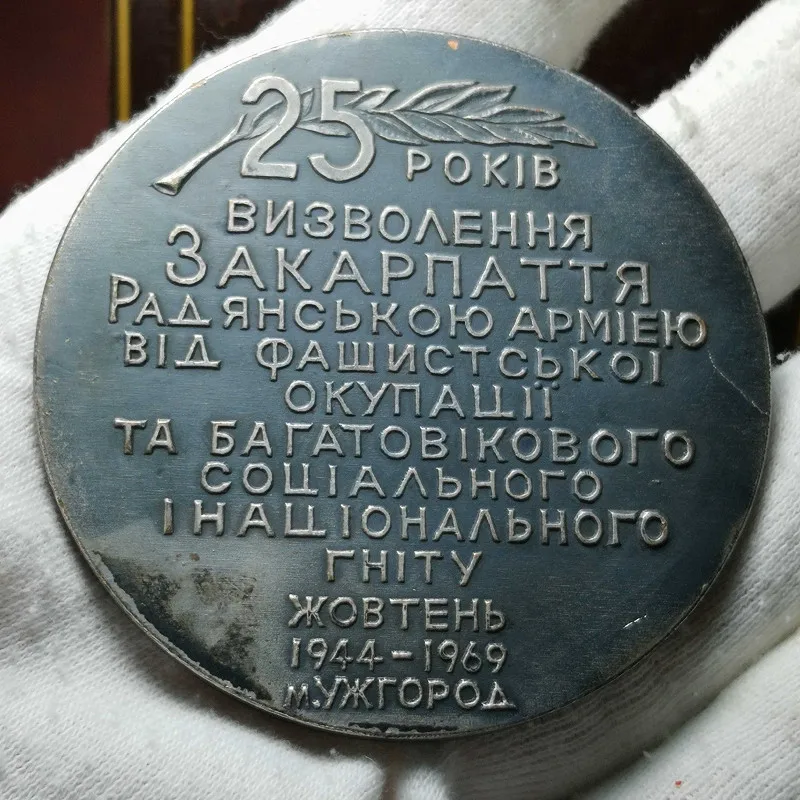 25 РОКІВ
ВИЗВОЛЕННЯ
ЗАКАРПАТТЯ
РАДЯНСЬКОЮ АРМІЄЮ
ВІД ФАШИСТСЬКОЇ
ОКУПАЦІЇ
ТА БАГАТОВІКОВОГО
СОЦІАЛЬНОГО
І НАЦІОНАЛЬНОГО
ГНІТУ
ЖОВТЕНЬ
1944-1969
м. УЖГОРОД